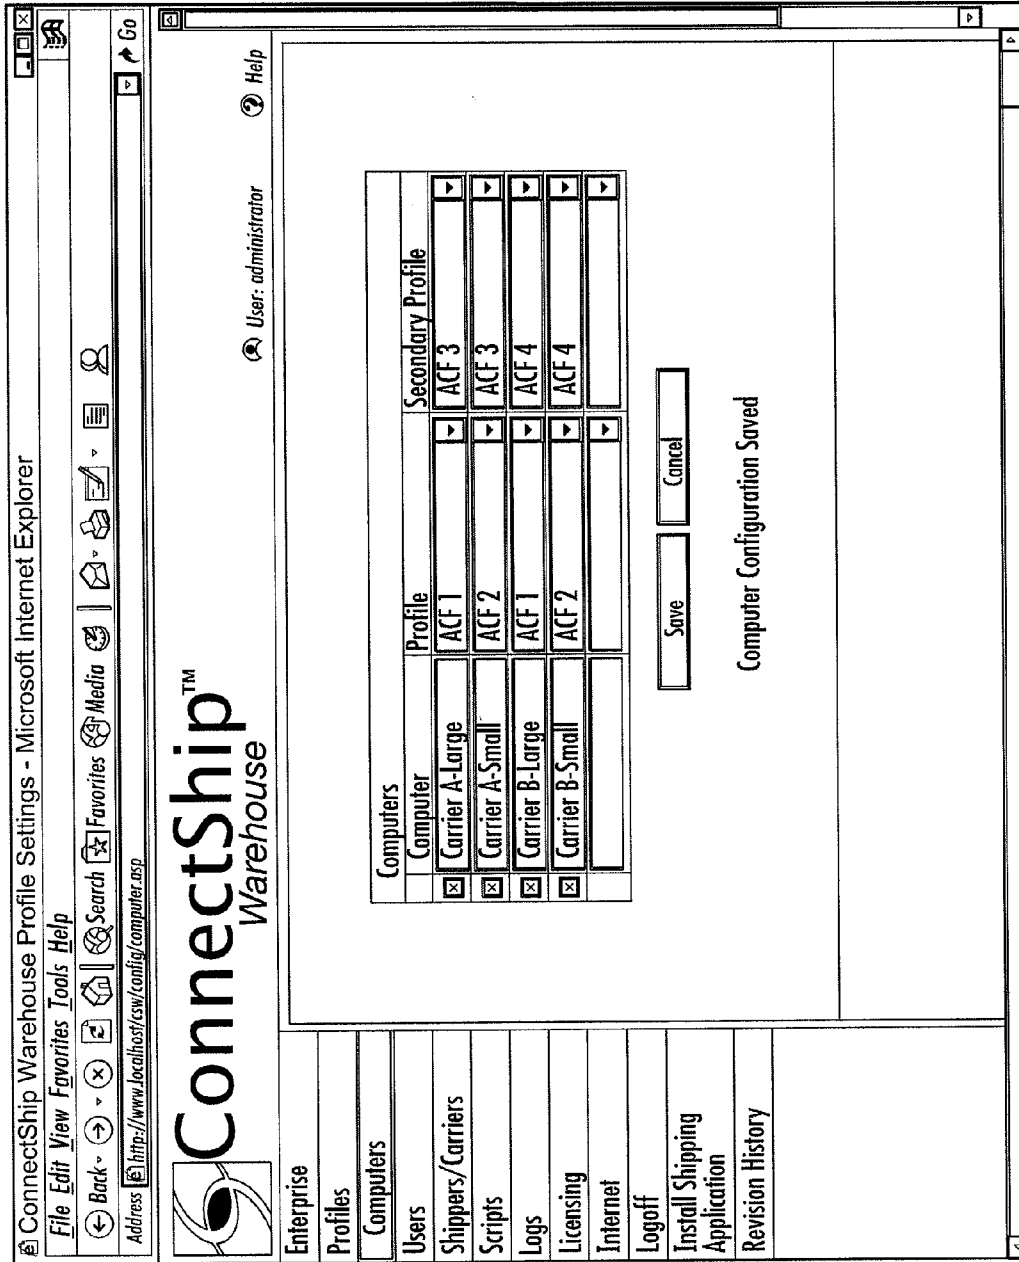 ConnectShip Warehouse Profile Settings - Microsoft Internet Explorer
File Edit View Favorites Tools Help
Back Search Favorites Media
Address http://www.localhost/csw/config/computer.asp Go
ConnectShip™
Warehouse
User: administrator Help
Enterprise
Profiles
Computers
Users
Shippers/Carriers
Scripts
Logs
Licensing
Internet
Logoff
Install Shipping
Application
Revision History
Computers
Computer Profile Secondary Profile
Carrier A-Large ACF 1 ACF 3
Carrier A-Small ACF 2 ACF 3
Carrier B-Large ACF 1 ACF 4
Carrier B-Small ACF 2 ACF 4
Save Cancel
Computer Configuration Saved